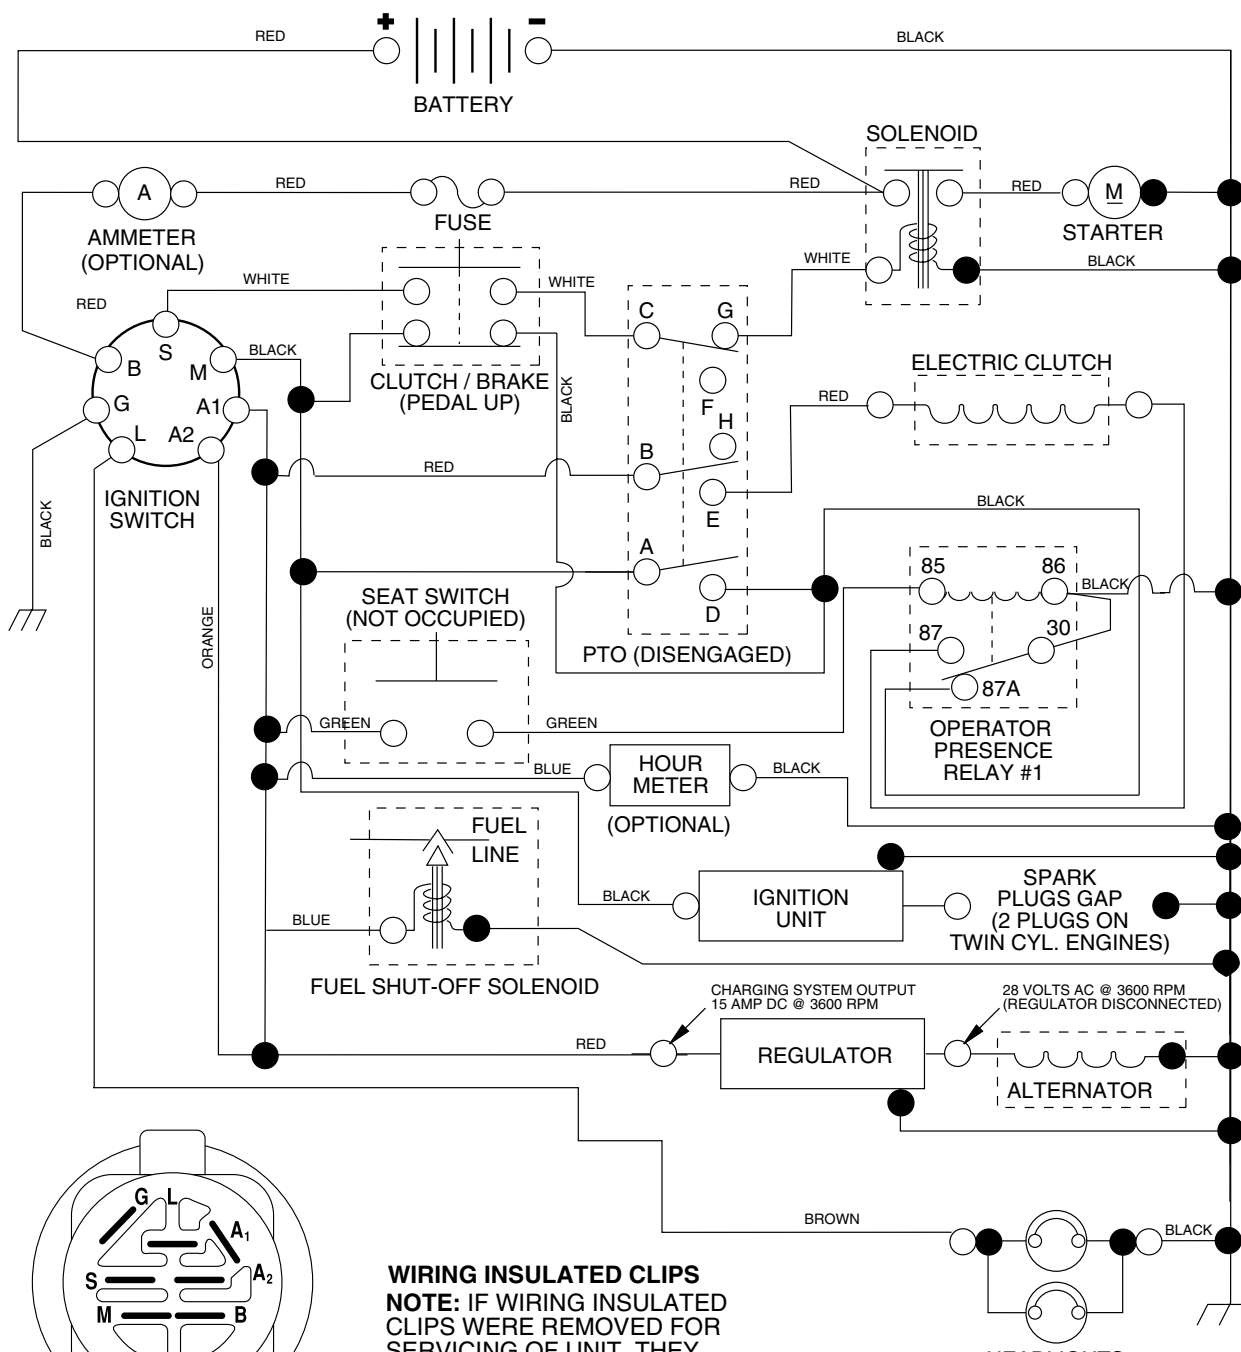 + -
RED
BLACK
BATTERY
SOLENOID
A
RED
RED
RED
M
FUSE
AMMETER
(OPTIONAL)
STARTER
WHITE
WHITE
WHITE
BLACK
RED
C G
S
B
M
BLACK
G
A1
L A2
CLUTCH / BRAKE
(PEDAL UP)
BLACK
F
H
ELECTRIC CLUTCH
RED
B
RED
E
IGNITION
SWITCH
BLACK
BLACK
A
D
85 86
BLACK
87 30
87A
SEAT SWITCH
(NOT OCCUPIED)
ORANGE
PTO (DISENGAGED)
GREEN
GREEN
OPERATOR
PRESENCE
RELAY #1
BLUE
HOUR
METER
BLACK
(OPTIONAL)
FUEL
LINE
BLACK
IGNITION
UNIT
SPARK
PLUGS GAP
(2 PLUGS ON
TWIN CYL. ENGINES)
BLUE
FUEL SHUT-OFF SOLENOID
CHARGING SYSTEM OUTPUT
15 AMP DC @ 3600 RPM
28 VOLTS AC @ 3600 RPM
(REGULATOR DISCONNECTED)
RED
REGULATOR
ALTERNATOR
BROWN
BLACK
G L
A1
S
A2
M B
WIRING INSULATED CLIPS
NOTE: IF WIRING INSULATED
CLIPS WERE REMOVED FOR
SERVICING OF UNIT, THEY